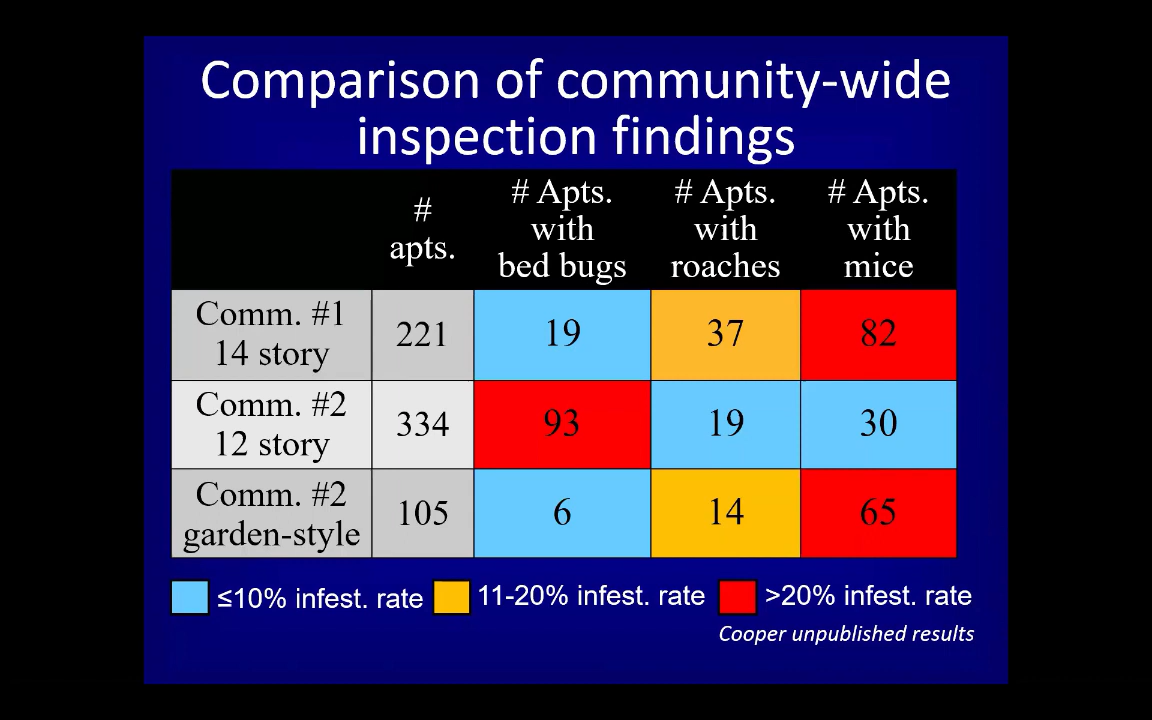 Comparison of community-wide
inspection findings
# apts.
# Apts. with bed bugs
# Apts. with roaches
# Apts. with mice
Comm. #1 14 story 221 19 37 82
Comm. #2 12 story 334 93 19 30
Comm. #2 garden-style 105 6 14 65
≤10% infest. rate 11-20% infest. rate >20% infest. rate
Cooper unpublished results